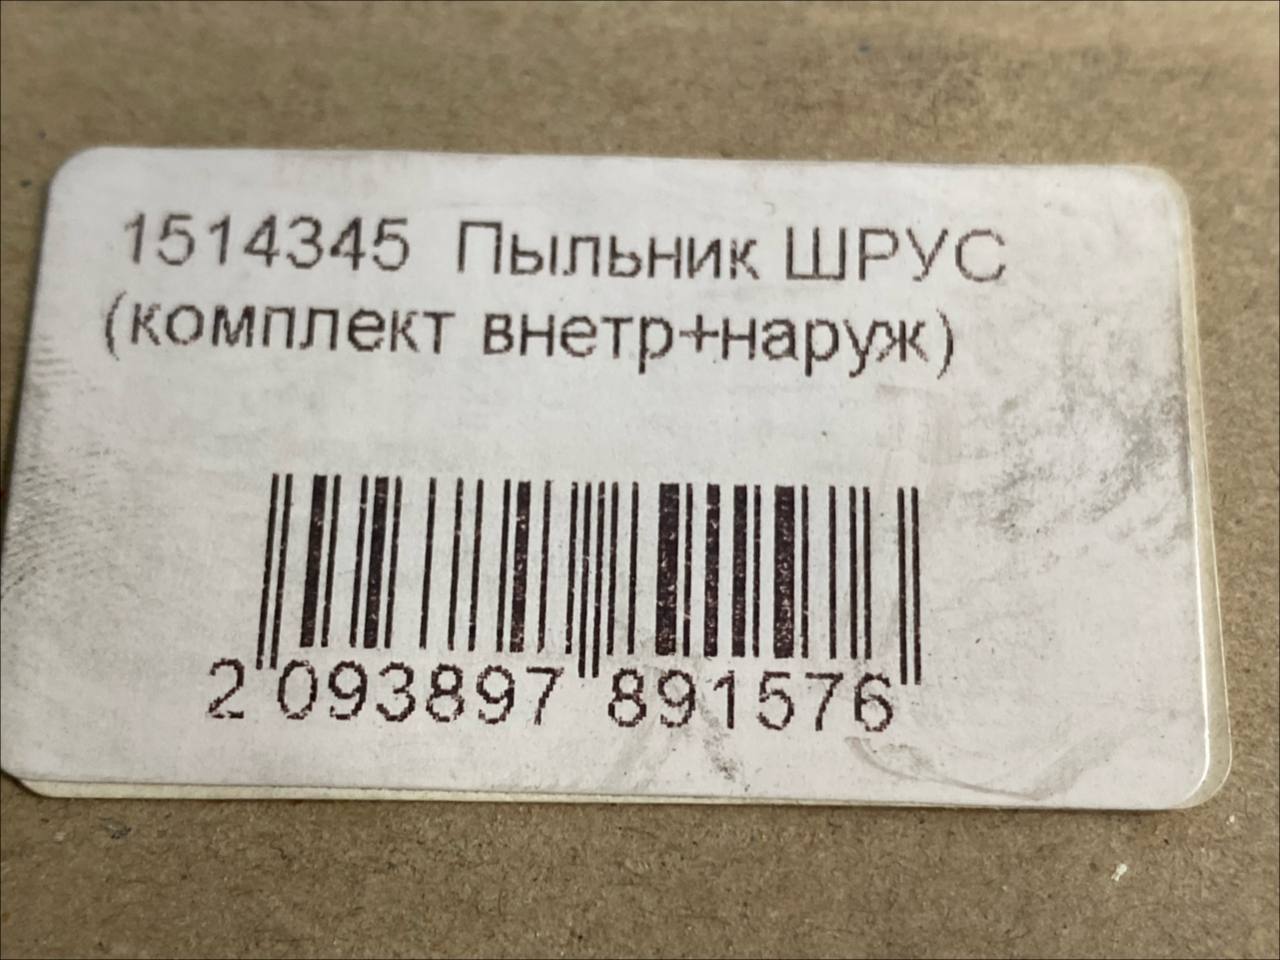 1514345 Пыльник ШРУС
(комплект внетр+наруж)
2 093897 891576